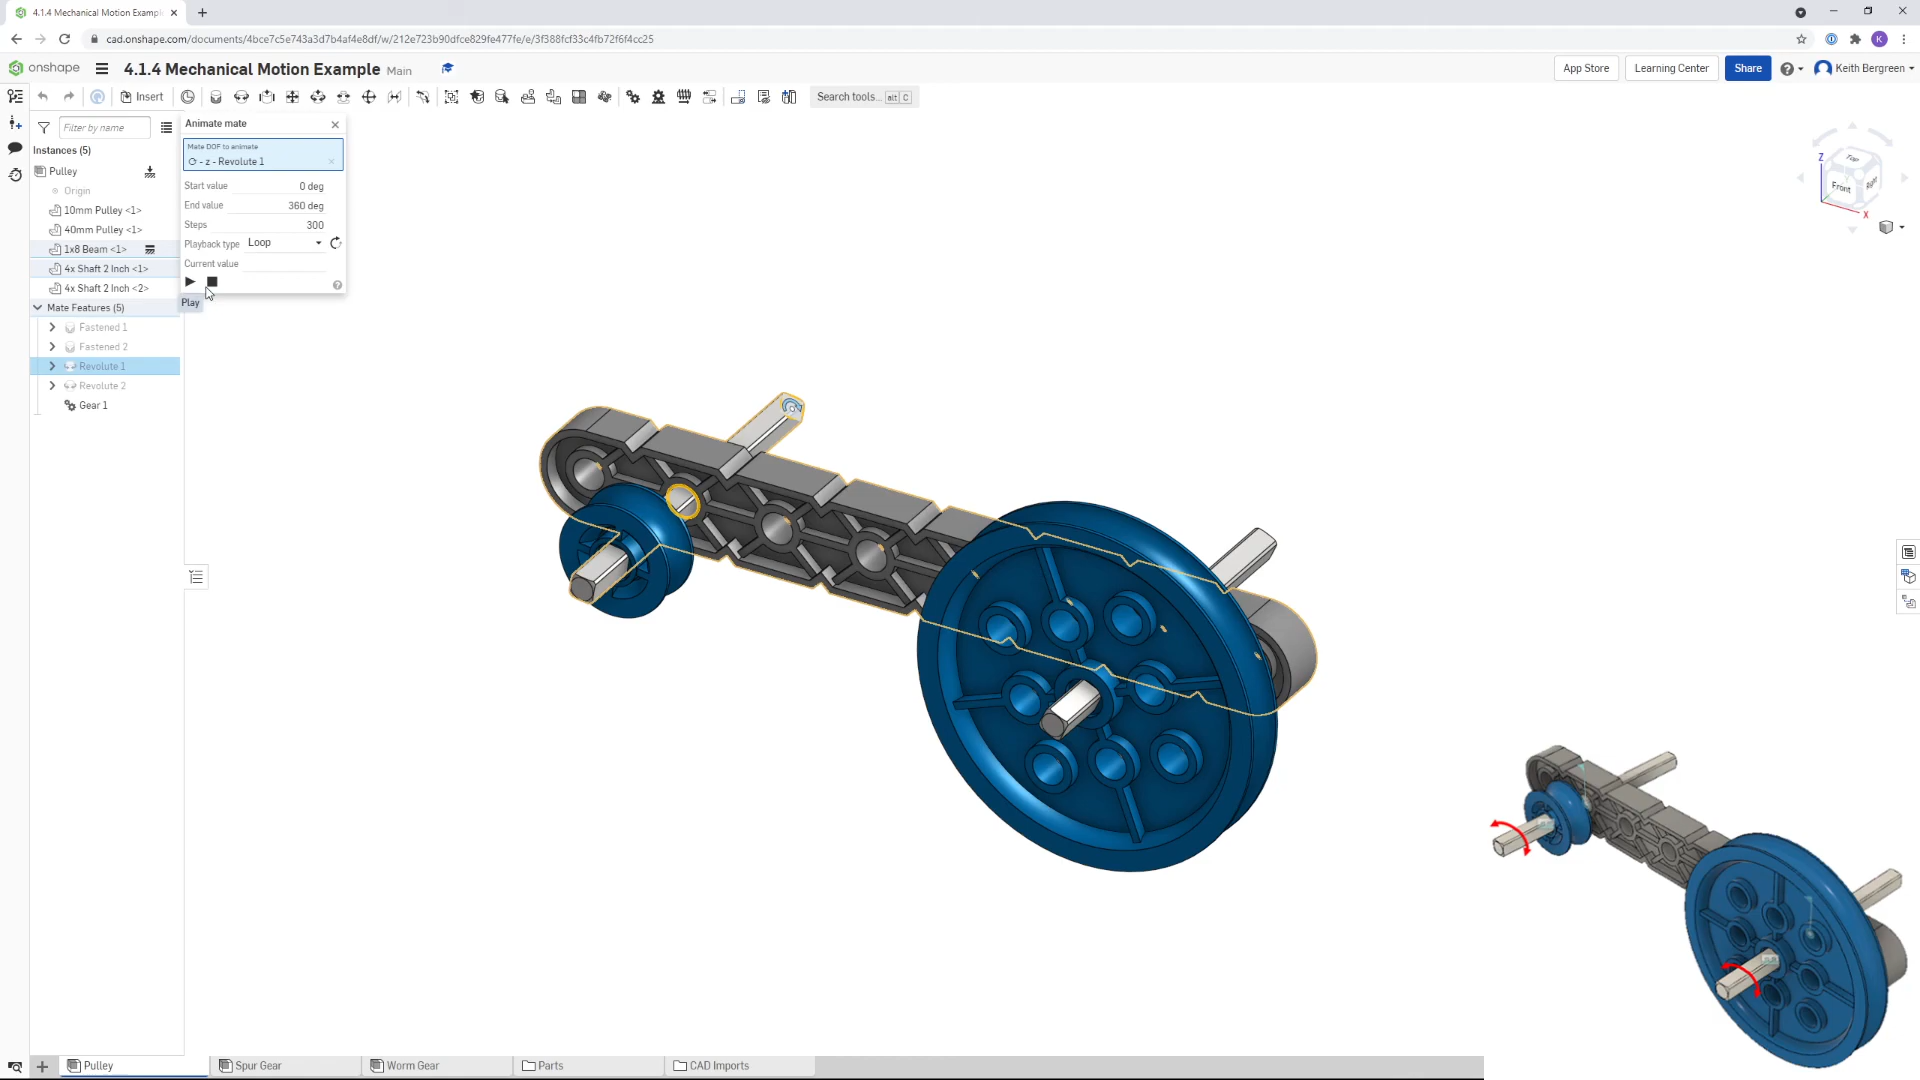 4.1.4 Mechanical Motion Example
cad.onshape.com/documents/4bce7c5e743a3d7b4af4e8df/w/212e723b90dfce829fe477fe/e/3f388fcf33c4fb72f6f4cc25
K
onshape
4.1.4 Mechanical Motion Example Main
App Store
Learning Center
Share
Keith Bergreen
Insert
Search tools... alt C
Filter by name
Instances (5)
Pulley
Origin
10mm Pulley <1>
40mm Pulley <1>
1x8 Beam <1>
4x Shaft 2 Inch <1>
4x Shaft 2 Inch <2>
Mate Features (5)
Fastened 1
Fastened 2
Revolute 1
Revolute 2
Gear 1
Animate mate
Mate DOF to animate
- z - Revolute 1
Start value 0 deg
End value 360 deg
Steps 300
Playback type Loop
Current value
Play
Z
Top
Front
Right
X
Pulley
Spur Gear
Worm Gear
Parts
CAD Imports